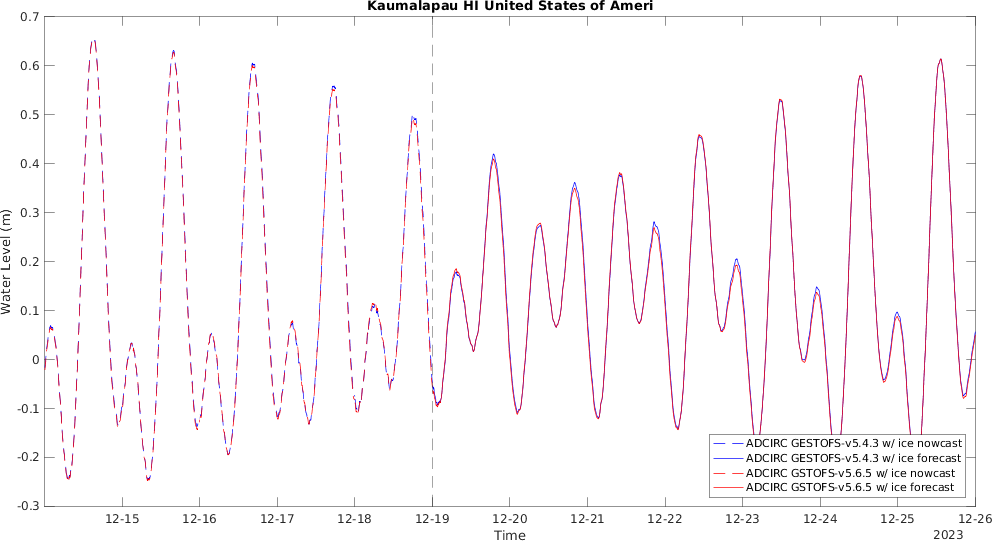 Kaumalapau HI United States of Ameri
Water Level (m)
0.7
0.6
0.5
0.4
0.3
0.2
0.1
0
-0.1
-0.2
-0.3
ADCIRC GESTOFS-v5.4.3 w/ ice nowcast
ADCIRC GESTOFS-v5.4.3 w/ ice forecast
ADCIRC GSTOFS-v5.6.5 w/ ice nowcast
ADCIRC GSTOFS-v5.6.5 w/ ice forecast
12-15 12-16 12-17 12-18 12-19 12-20 12-21 12-22 12-23 12-24 12-25 12-26
Time
2023